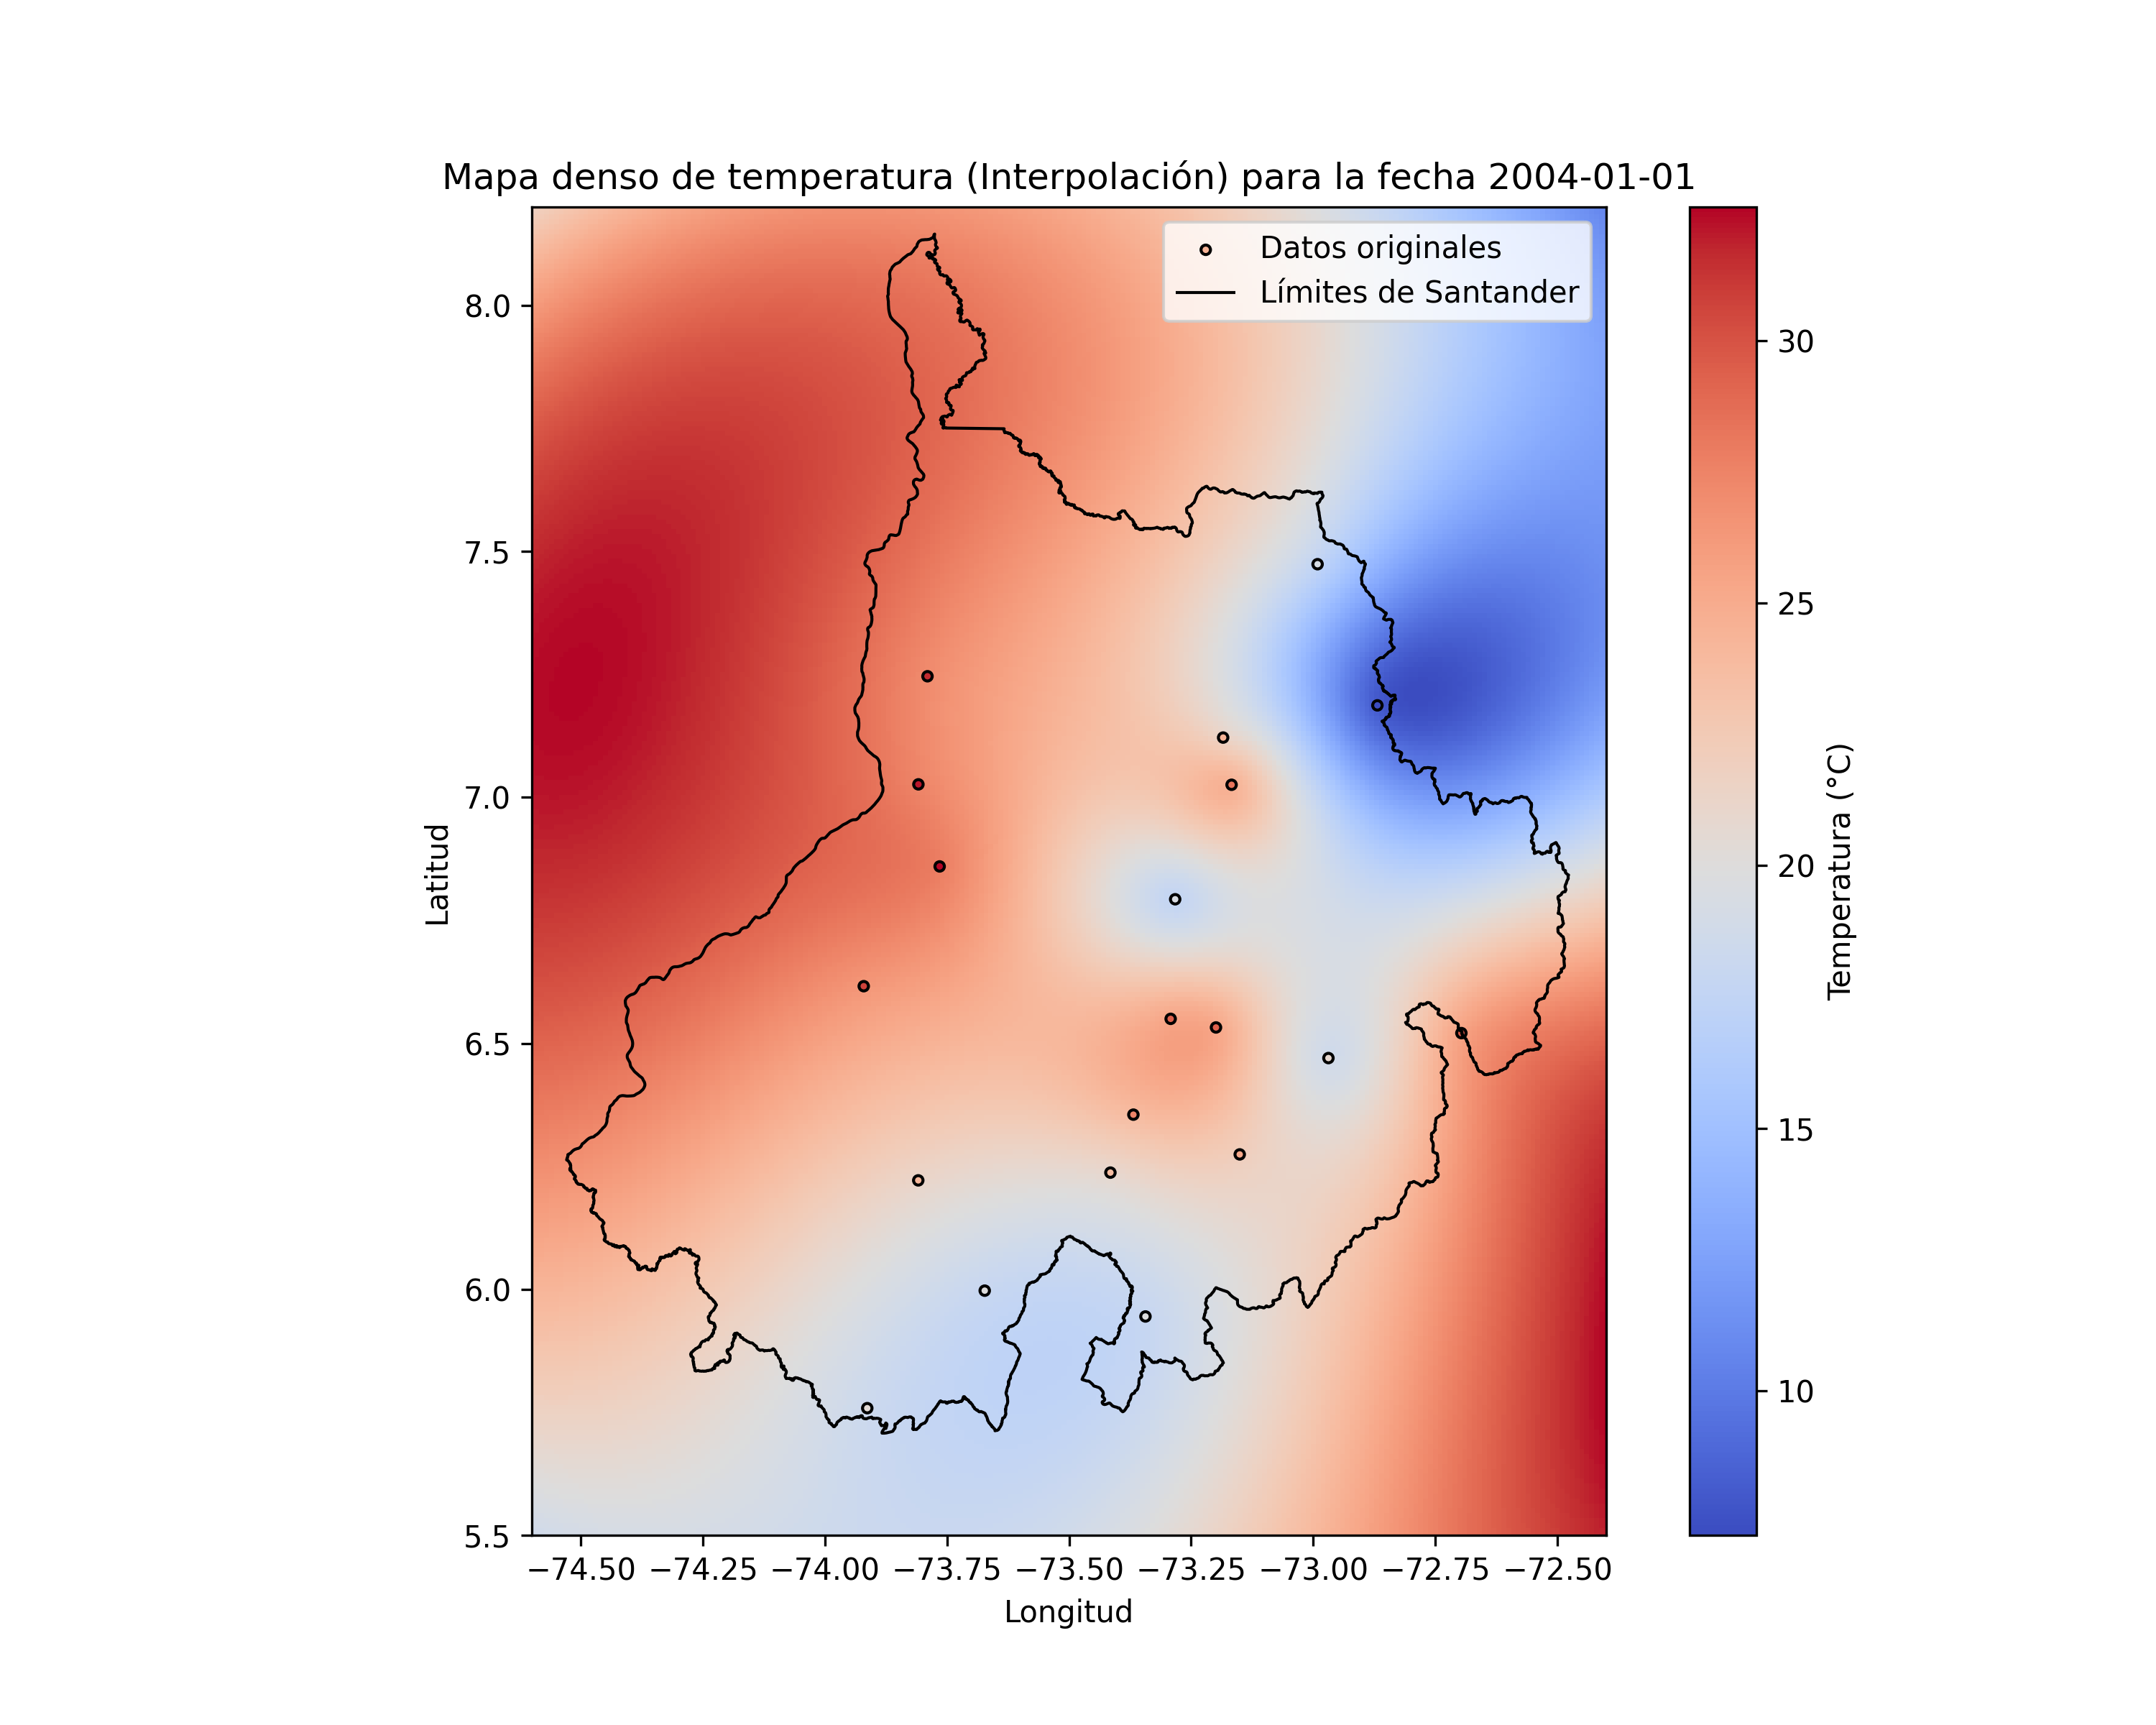 Mapa denso de temperatura (Interpolación) para la fecha 2004-01-01
Datos originales
Límites de Santander
8.0
7.5
7.0
6.5
6.0
5.5
Latitud
−74.50 −74.25 −74.00 −73.75 −73.50 −73.25 −73.00 −72.75 −72.50
Longitud
30
25
20
15
10
Temperatura (°C)